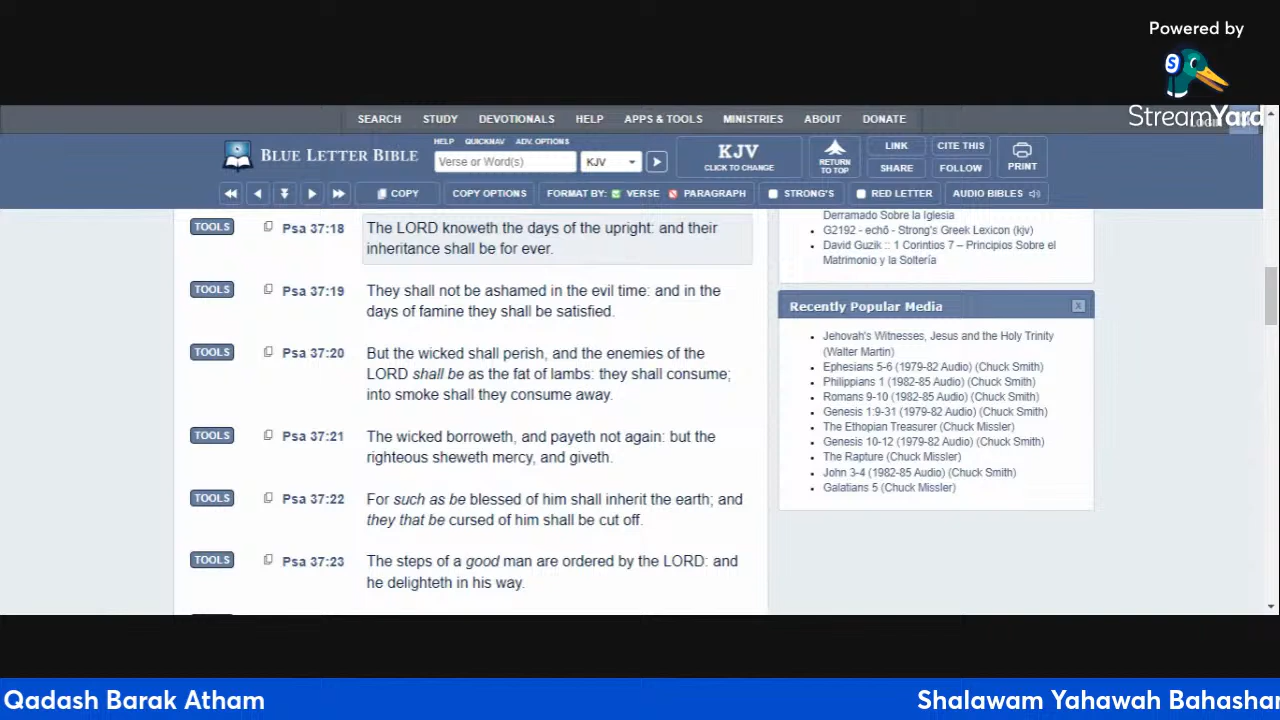 Powered by
StreamYard
SEARCH STUDY DEVOTIONALS HELP APPS & TOOLS MINISTRIES ABOUT DONATE
HELP QUICKNAV ADV. OPTIONS
BLUE LETTER BIBLE
Verse or Word(s) KJV
KJV
CLICK TO CHANGE
RETURN
TO TOP
LINK CITE THIS
SHARE FOLLOW
PRINT
COPY COPY OPTIONS FORMAT BY: VERSE PARAGRAPH STRONG'S RED LETTER AUDIO BIBLES
TOOLS Psa 37:18 The LORD knoweth the days of the upright: and their
inheritance shall be for ever.
TOOLS Psa 37:19 They shall not be ashamed in the evil time: and in the
days of famine they shall be satisfied.
TOOLS Psa 37:20 But the wicked shall perish, and the enemies of the
LORD shall be as the fat of lambs: they shall consume;
into smoke shall they consume away.
TOOLS Psa 37:21 The wicked borroweth, and payeth not again: but the
righteous sheweth mercy, and giveth.
TOOLS Psa 37:22 For such as be blessed of him shall inherit the earth; and
they that be cursed of him shall be cut off.
TOOLS Psa 37:23 The steps of a good man are ordered by the LORD: and
he delighteth in his way.
Derramado Sobre la Iglesia
G2192 - echō - Strong's Greek Lexicon (kjv)
David Guzik :: 1 Corintios 7 – Principios Sobre el
Matrimonio y la Soltería
Recently Popular Media
Jehovah's Witnesses, Jesus and the Holy Trinity
(Walter Martin)
Ephesians 5-6 (1979-82 Audio) (Chuck Smith)
Philippians 1 (1982-85 Audio) (Chuck Smith)
Romans 9-10 (1982-85 Audio) (Chuck Smith)
Genesis 1:9-31 (1979-82 Audio) (Chuck Smith)
The Ethopian Treasurer (Chuck Missler)
Genesis 10-12 (1979-82 Audio) (Chuck Smith)
The Rapture (Chuck Missler)
John 3-4 (1982-85 Audio) (Chuck Smith)
Galatians 5 (Chuck Missler)
Qadash Barak Atham
Shalawam Yahawah Bahashar